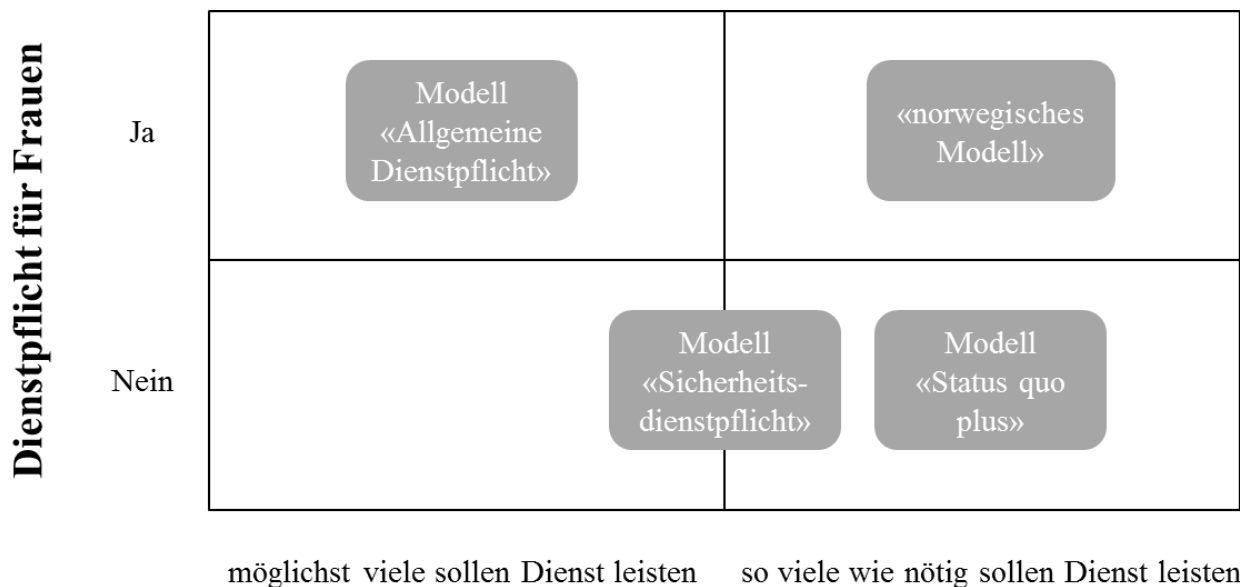 Dienstpflicht für Frauen
Ja
Modell
«Allgemeine
Dienstpflicht»
«norwegisches
Modell»
Nein
Modell
«Sicherheits-
dienstpflicht»
Modell
«Status quo
plus»
möglichst viele sollen Dienst leisten
so viele wie nötig sollen Dienst leisten